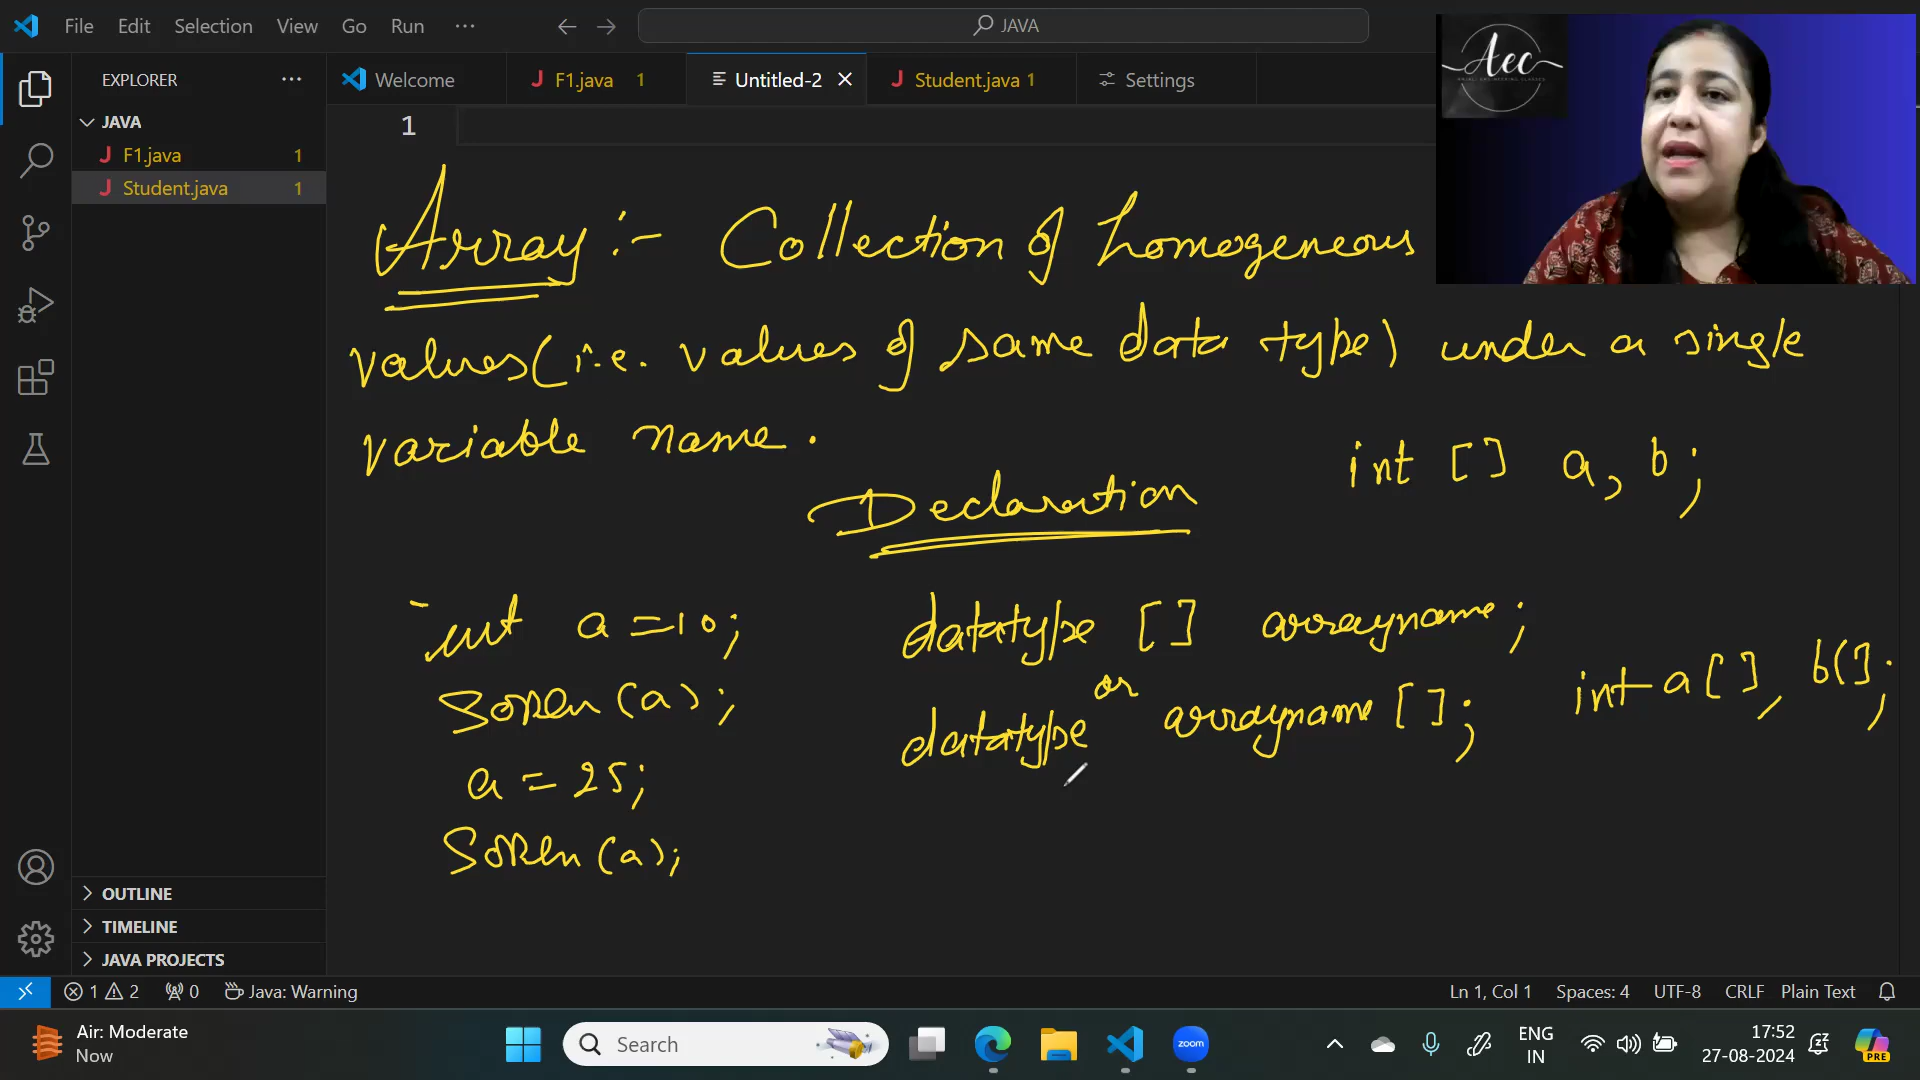 File Edit Selection View Go Run ...
JAVA
Aec
EXPLORER ...
Welcome F1.java 1 Untitled-2 Student.java 1 Settings
JAVA
F1.java 1
Student.java 1
1
Array :- Collection of homogeneous
values (i.e. values of same data type) under a single
variable name.
int [] a, b;
Declaration
int a = 10;
datatype [] arrayname;
or
int a[], b[];
Sopln(a);
datatype arrayname [];
a = 25;
Sopln(a);
OUTLINE
TIMELINE
JAVA PROJECTS
1 2 0 Java: Warning Ln 1, Col 1 Spaces: 4 UTF-8 CRLF Plain Text
Air: Moderate
Now
Search
zoom
ENG
IN
17:52
27-08-2024
PRE